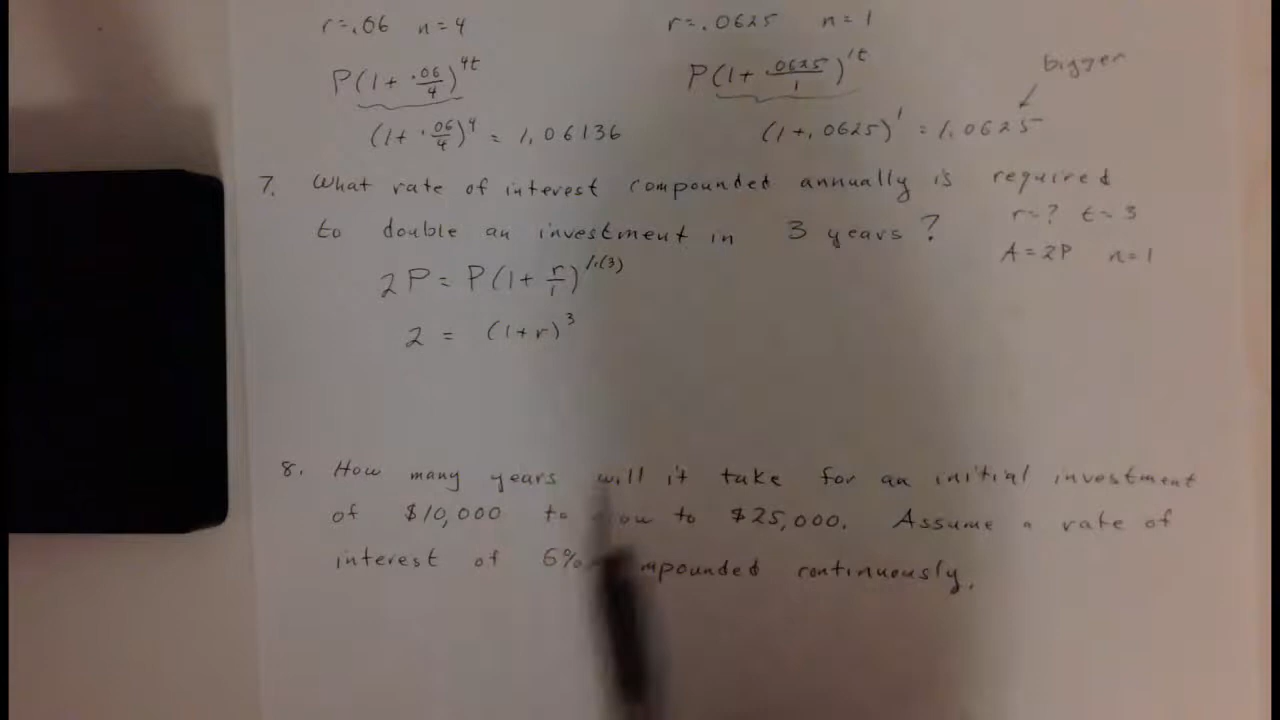 r=.06 n=4 r=.0625 n=1
P(1+.06/4)^4t P(1+.0625/1)^1t bigger
(1+.06/4)^4 = 1.06136 (1+.0625)^1 = 1.0625
7. What rate of interest compounded annually is required
to double an investment in 3 years? r=? t=3
A=2P n=1
2P = P(1+r/1)^1.(3)
2 = (1+r)^3
8. How many years will it take for an initial investment
of $10,000 to to $25,000. Assume a rate of
interest of 6% compounded continuously.